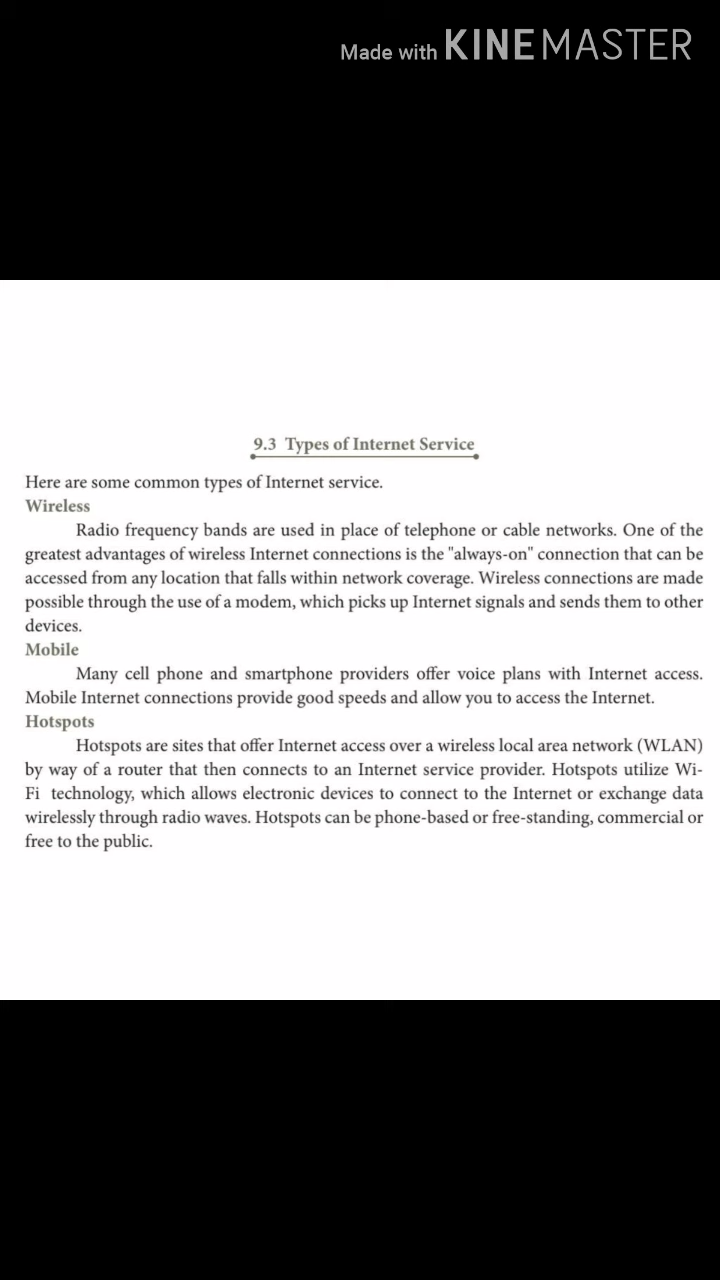 Made with KINEMASTER
9.3 Types of Internet Service
Here are some common types of Internet service.
Wireless
Radio frequency bands are used in place of telephone or cable networks. One of the
greatest advantages of wireless Internet connections is the "always-on" connection that can be
accessed from any location that falls within network coverage. Wireless connections are made
possible through the use of a modem, which picks up Internet signals and sends them to other
devices.
Mobile
Many cell phone and smartphone providers offer voice plans with Internet access.
Mobile Internet connections provide good speeds and allow you to access the Internet.
Hotspots
Hotspots are sites that offer Internet access over a wireless local area network (WLAN)
by way of a router that then connects to an Internet service provider. Hotspots utilize Wi-
Fi technology, which allows electronic devices to connect to the Internet or exchange data
wirelessly through radio waves. Hotspots can be phone-based or free-standing, commercial or
free to the public.